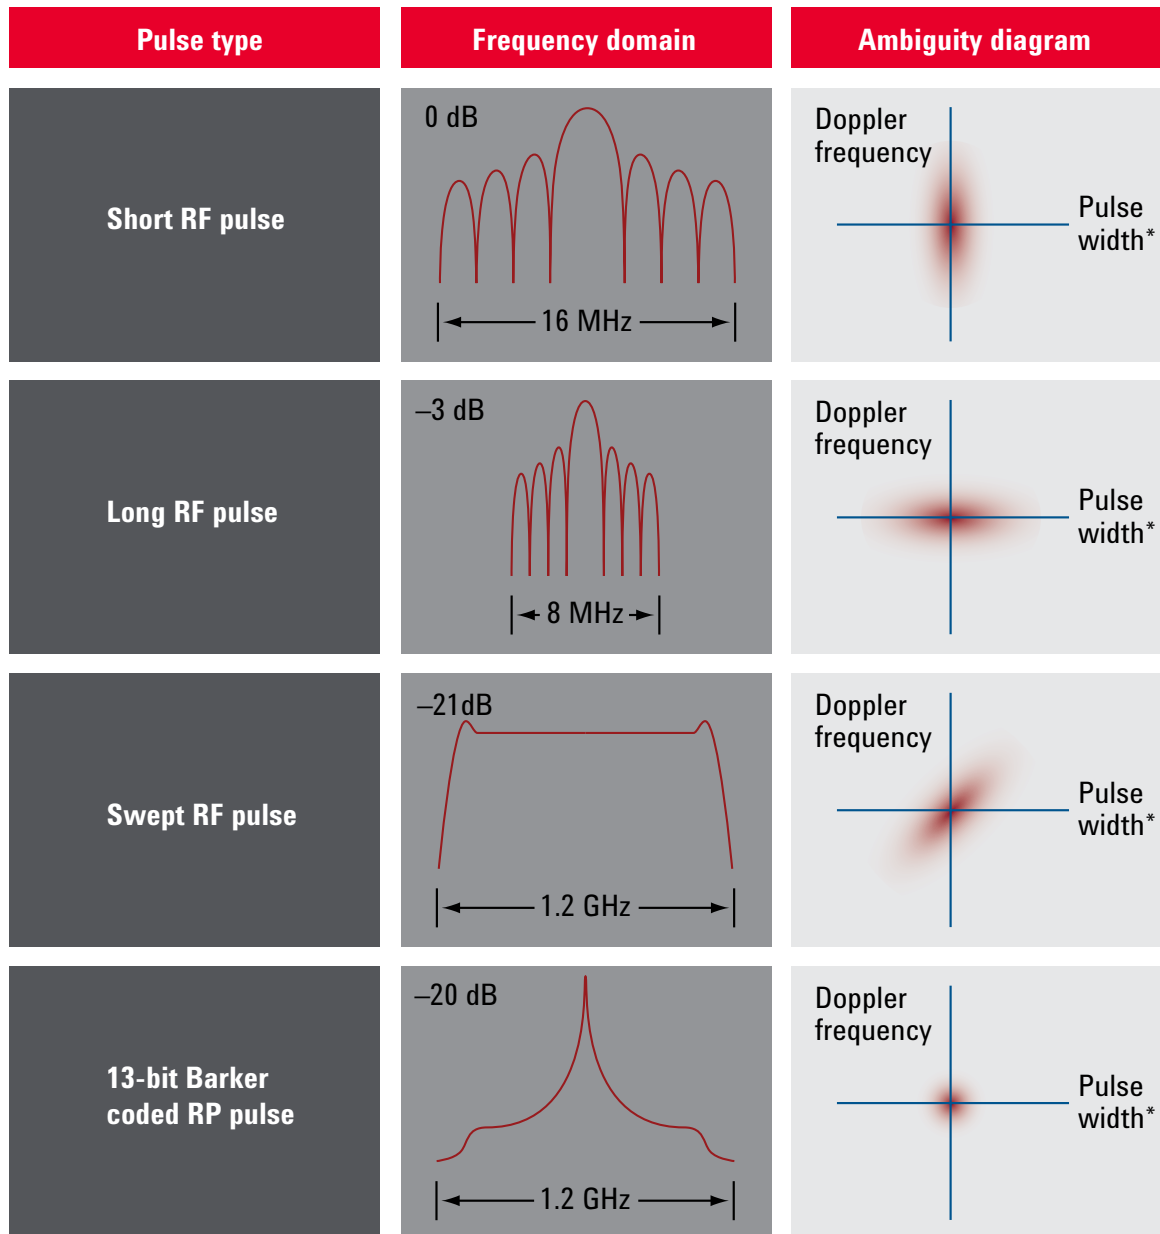 Pulse type
Frequency domain
Ambiguity diagram
Short RF pulse
0 dB
16 MHz
Doppler
frequency
Pulse
width*
Long RF pulse
–3 dB
8 MHz
Doppler
frequency
Pulse
width*
Swept RF pulse
–21dB
1.2 GHz
Doppler
frequency
Pulse
width*
13-bit Barker
coded RP pulse
–20 dB
1.2 GHz
Doppler
frequency
Pulse
width*